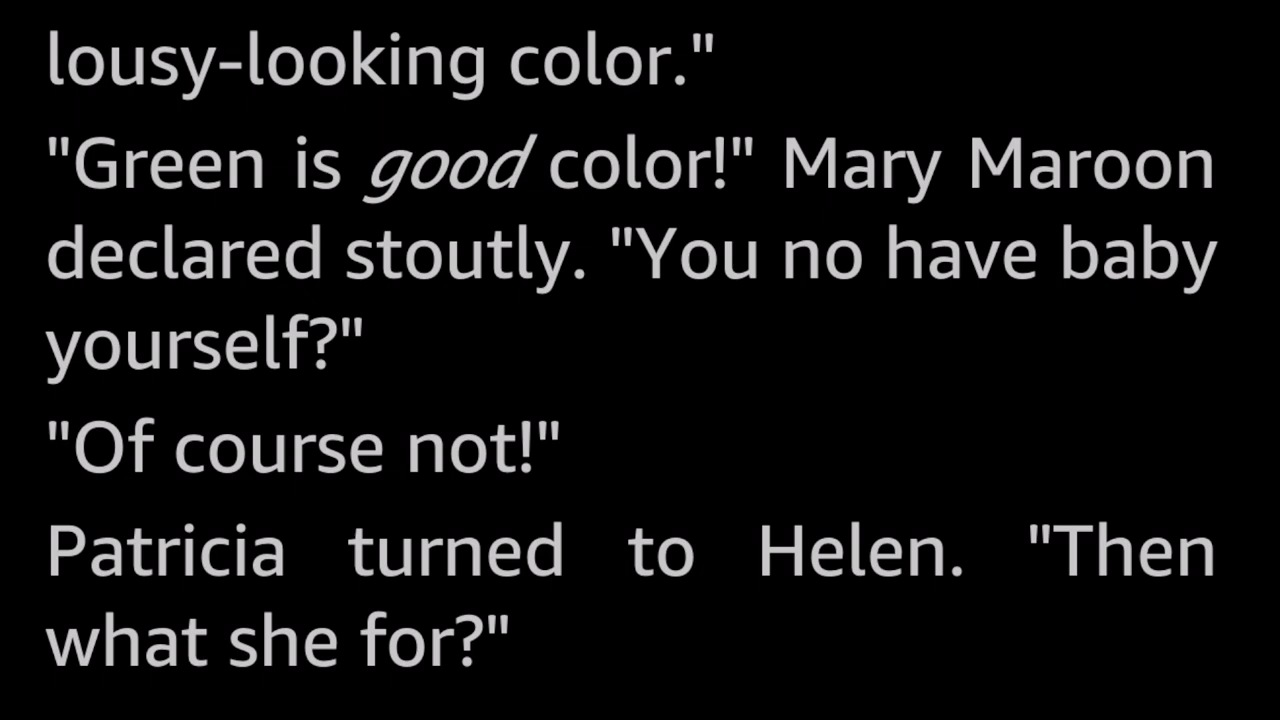 lousy-looking color."
"Green is good color!" Mary Maroon
declared stoutly. "You no have baby
yourself?"
"Of course not!"
Patricia turned to Helen. "Then
what she for?"